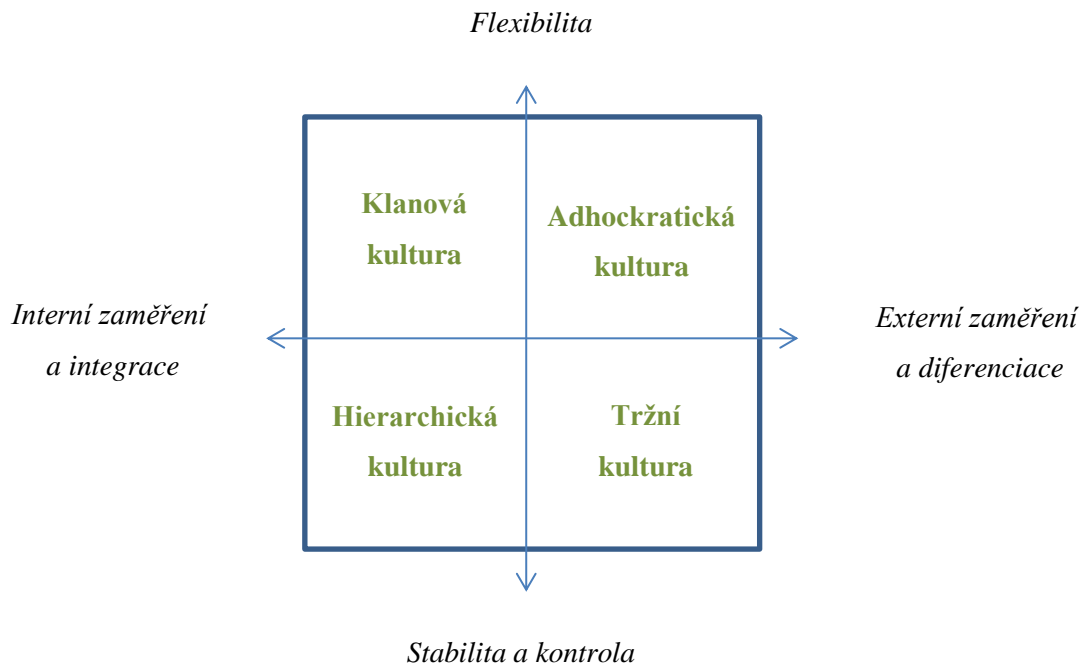 Flexibilita
Klanová
kultura
Adhockratická
kultura
Interní zaměření
a integrace
Externí zaměření
a diferenciace
Hierarchická
kultura
Tržní
kultura
Stabilita a kontrola